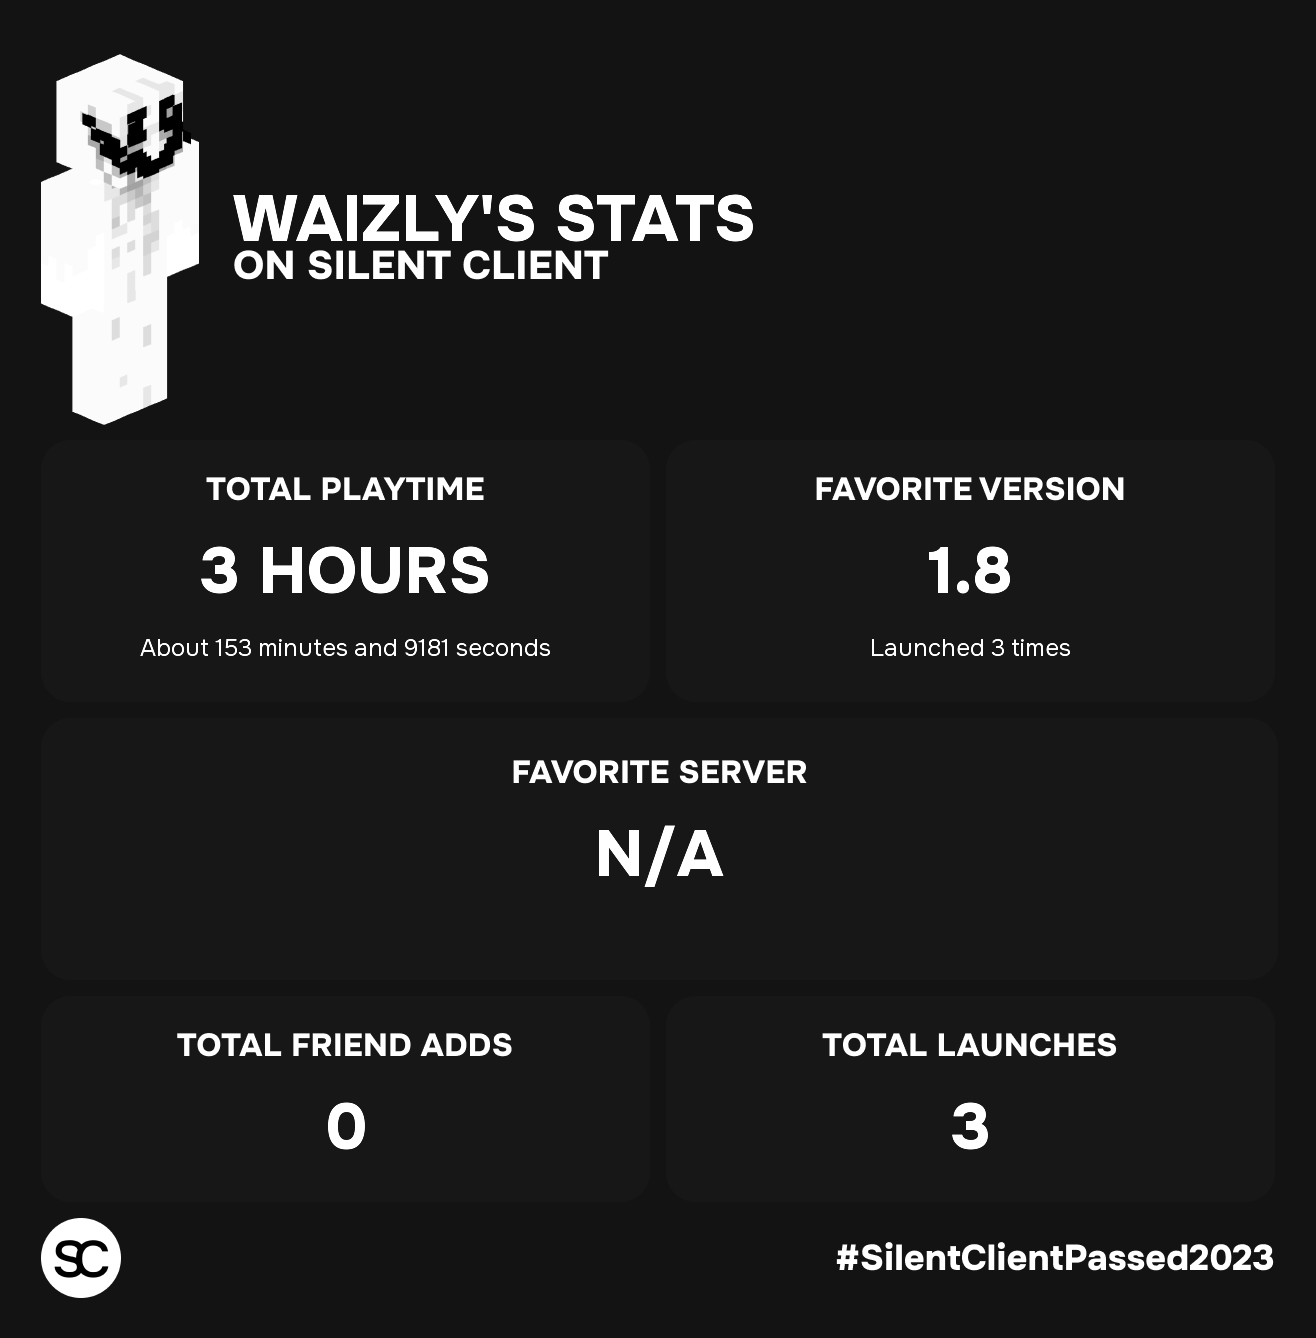 WAIZLY'S STATS
ON SILENT CLIENT
TOTAL PLAYTIME
3 HOURS
About 153 minutes and 9181 seconds
FAVORITE VERSION
1.8
Launched 3 times
FAVORITE SERVER
N/A
TOTAL FRIEND ADDS
0
TOTAL LAUNCHES
3
SC
#SilentClientPassed2023